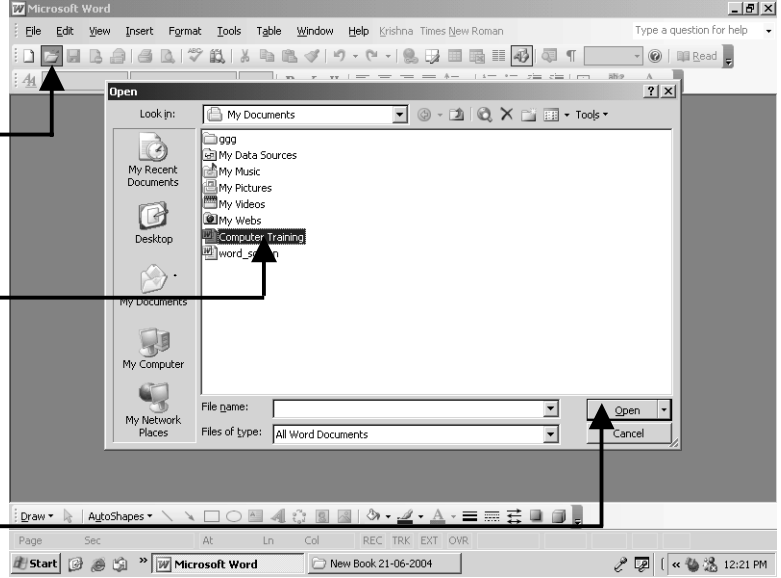 Microsoft Word
File Edit View Insert Format Tools Table Window Help Krishna Times New Roman Type a question for help
Read
Open
Look in: My Documents Tools
My Recent Documents
Desktop
My Documents
My Computer
My Network Places
ggg
My Data Sources
My Music
My Pictures
My Videos
My Webs
Computer Training
File name: Open
Files of type: All Word Documents Cancel
Draw AutoShapes
Page Sec At Ln Col REC TRK EXT OVR
Start » Microsoft Word New Book 21-06-2004 « 12:21 PM